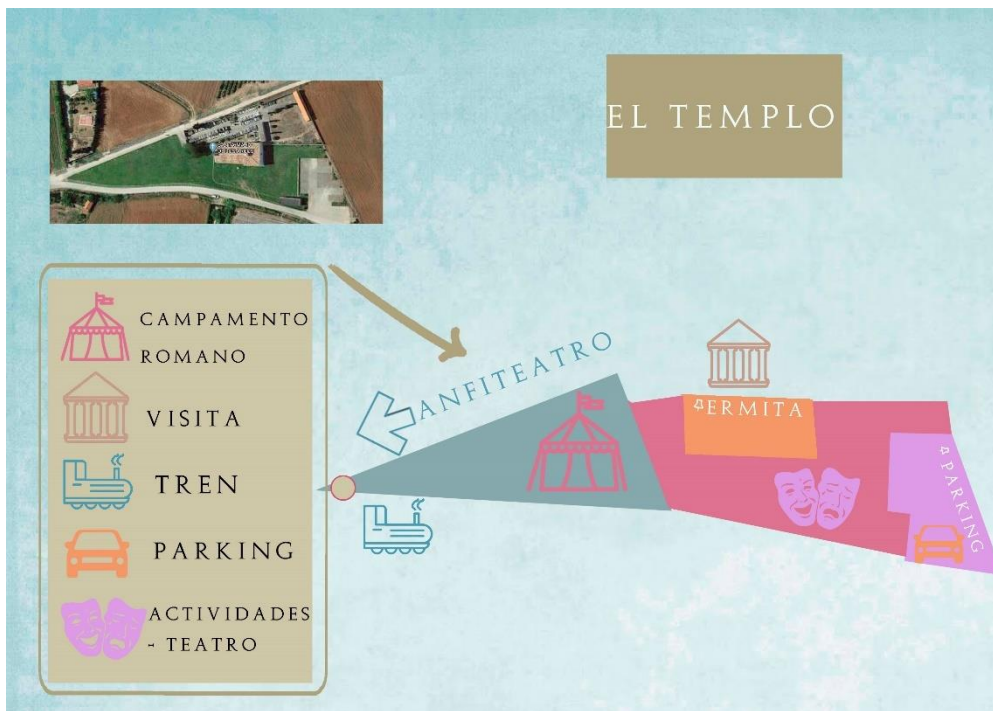 EL TEMPLO
CAMPAMENTO
ROMANO
VISITA
TREN
PARKING
ACTIVIDADES
- TEATRO
ANFITEATRO
ERMITA
PARKING